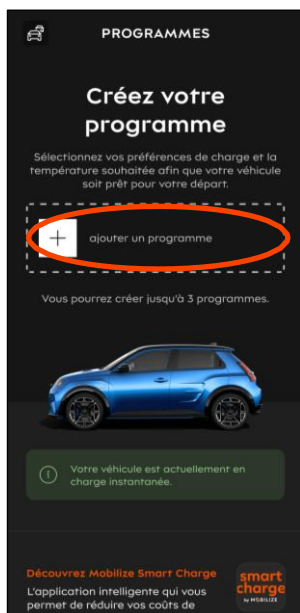 PROGRAMMES
Créez votre
programme
Sélectionnez vos préférences de charge et la
température souhaitée afin que votre véhicule
soit prêt pour votre départ.
ajouter un programme
Vous pourrez créer jusqu'à 3 programmes.
Votre véhicule est actuellement en
charge instantanée.
Découvrez Mobilize Smart Charge
L'application intelligente qui vous
permet de réduire vos coûts de
smart
charge
by MOBILIZE